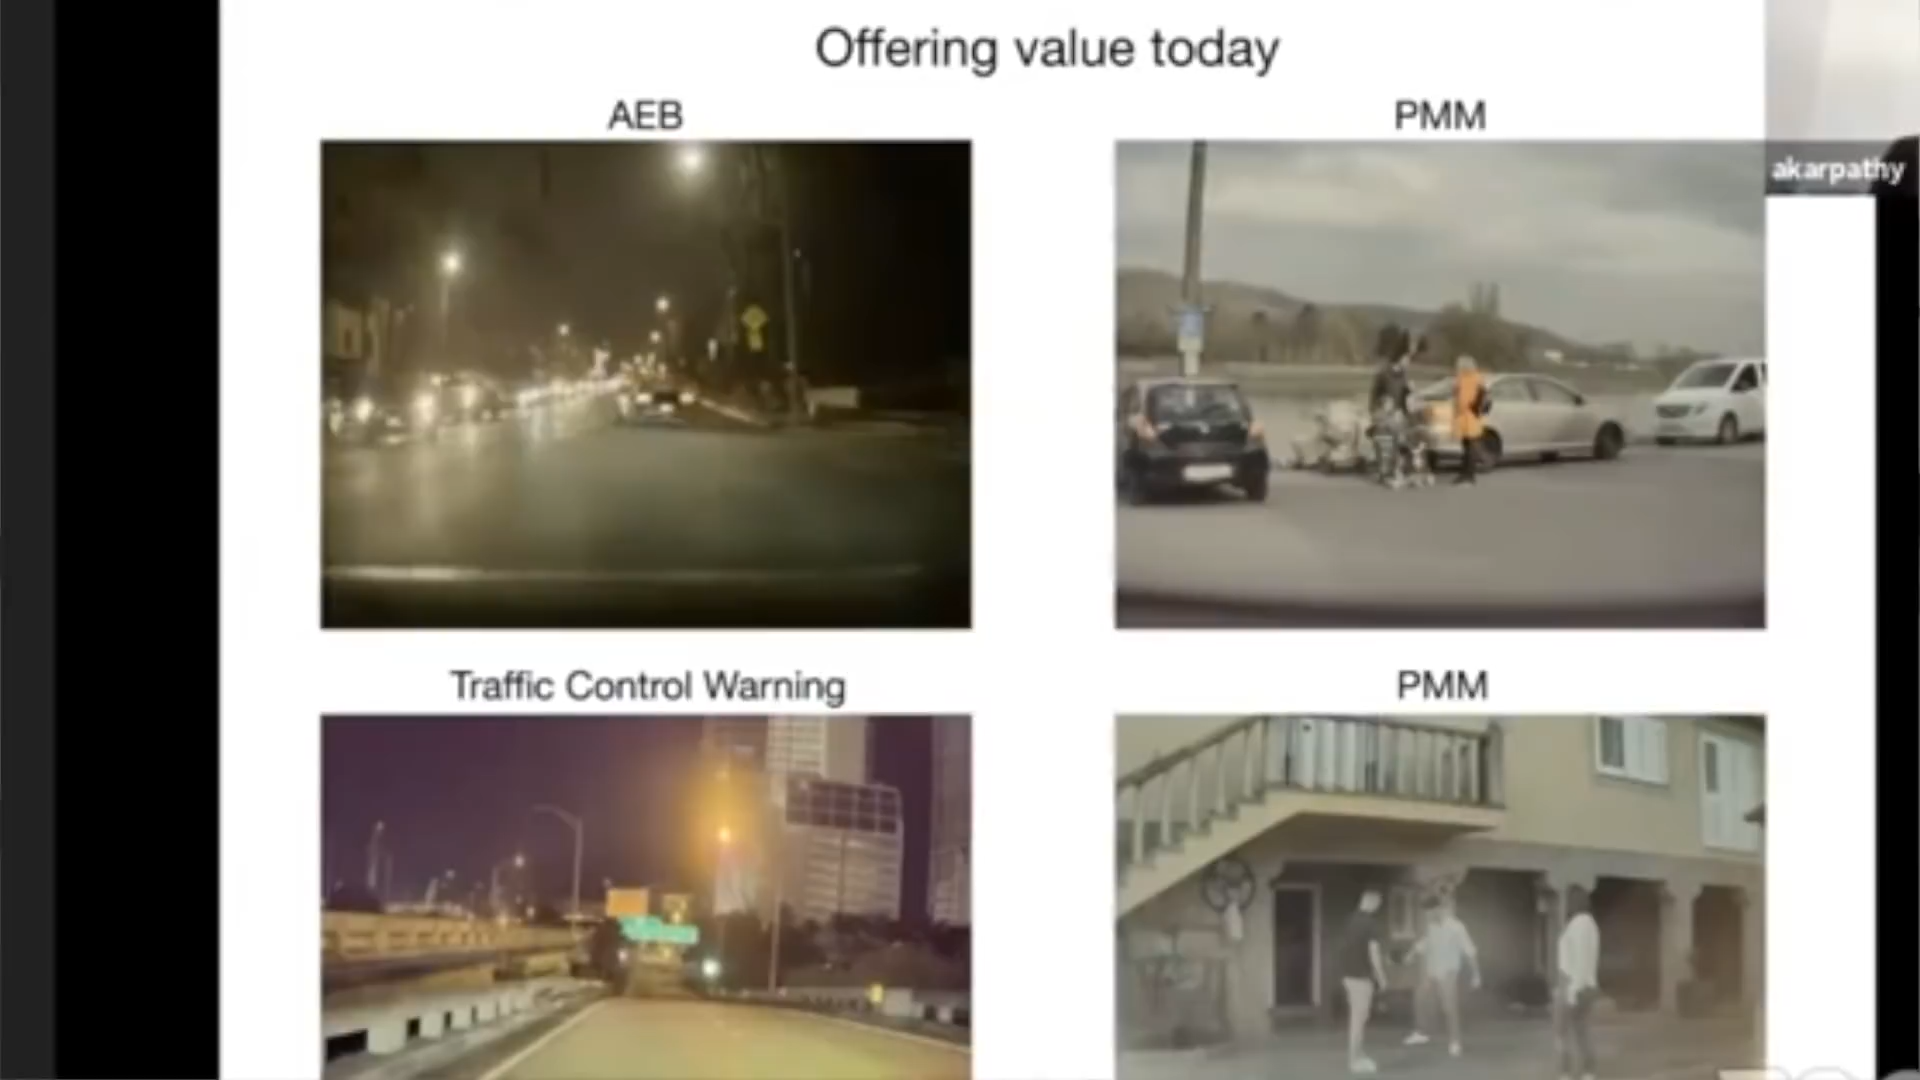 Offering value today
AEB
PMM
akarpathy
Traffic Control Warning
PMM